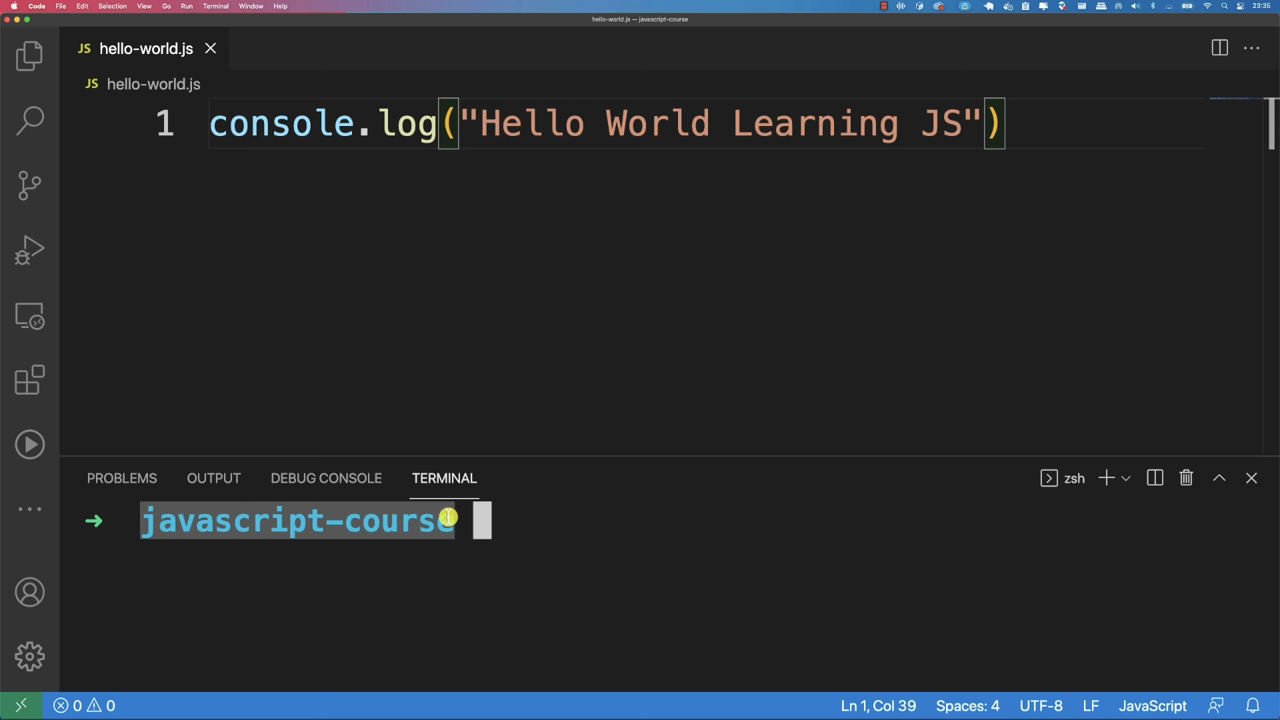 Code File Edit Selection View Go Run Terminal Window Help 23:35
hello-world.js — javascript-course
JS hello-world.js
JS hello-world.js
1 console.log("Hello World Learning JS")
PROBLEMS OUTPUT DEBUG CONSOLE TERMINAL zsh
➜ javascript-course
0 0 Ln 1, Col 39 Spaces: 4 UTF-8 LF JavaScript